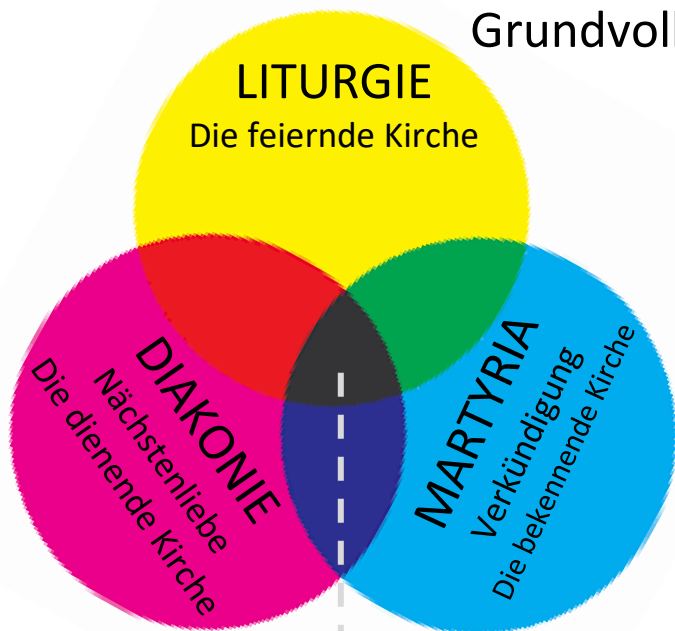 Grundvoll
LITURGIE
Die feiernde Kirche
DIAKONIE
Nächstenliebe
Die dienende Kirche
MARTYRIA
Verkündigung
Die bekennende Kirche